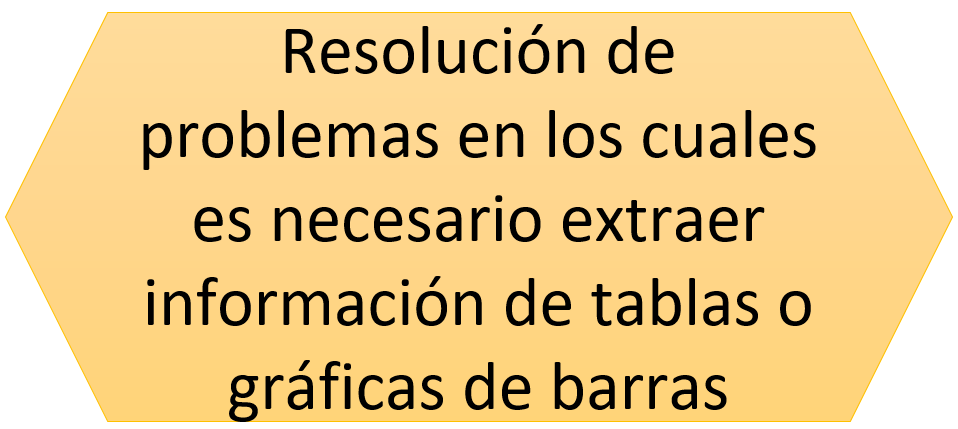 Resolución de
problemas en los cuales
es necesario extraer
información de tablas o
gráficas de barras